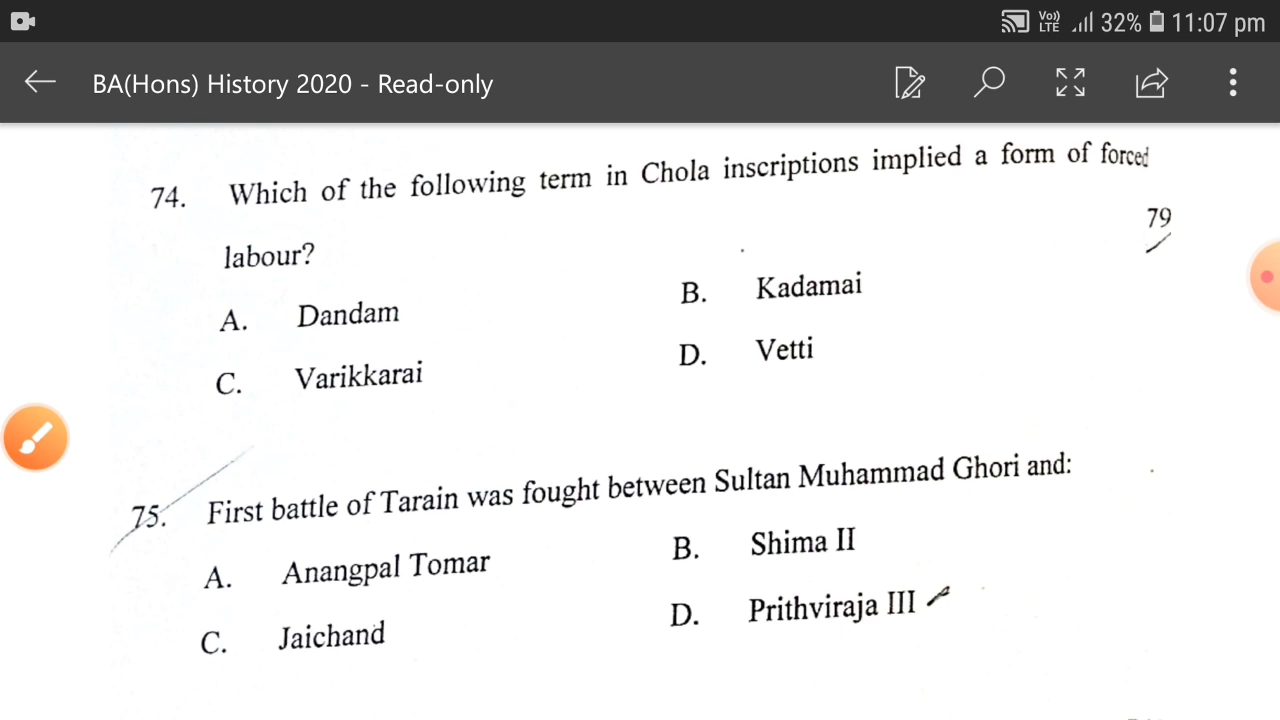 Vo)) LTE 32% 11:07 pm
BA(Hons) History 2020 - Read-only
74. Which of the following term in Chola inscriptions implied a form of forced
79
labour?
A. Dandam B. Kadamai
C. Varikkarai D. Vetti
75. First battle of Tarain was fought between Sultan Muhammad Ghori and:
A. Anangpal Tomar B. Shima II
C. Jaichand D. Prithviraja III